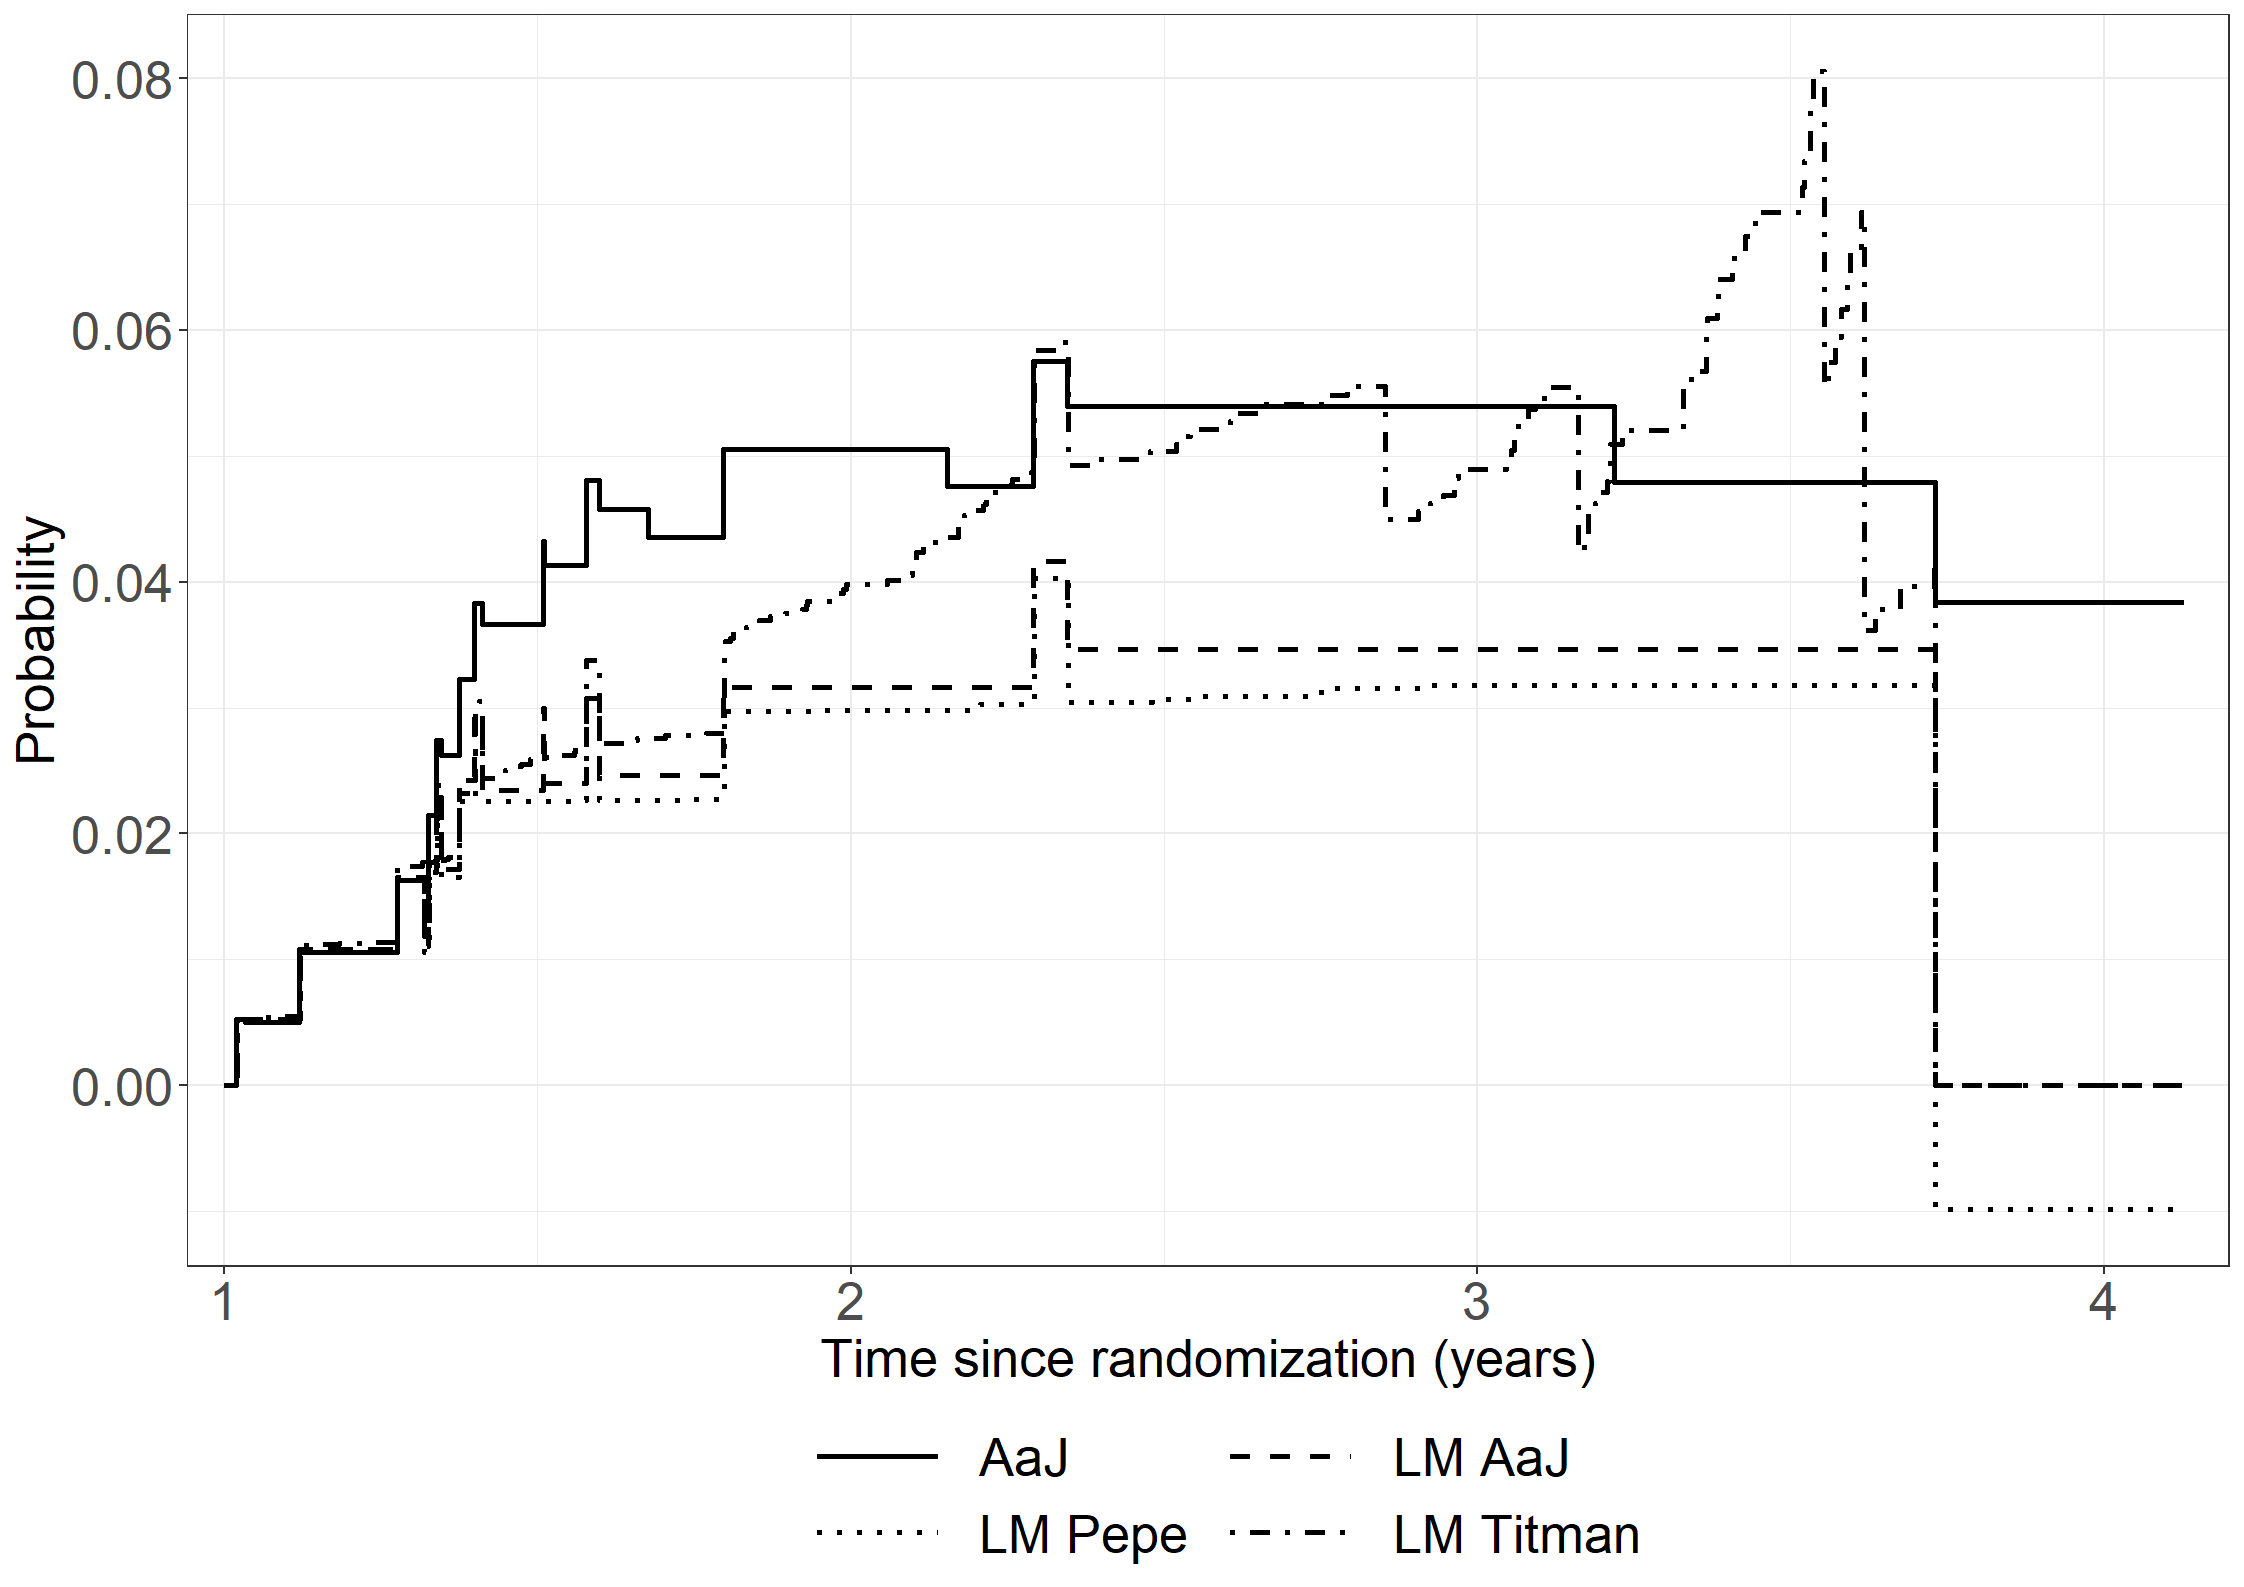 0.08
0.06
0.04
0.02
0.00
Probability
1 2 3 4
Time since randomization (years)
AaJ LM AaJ
LM Pepe LM Titman